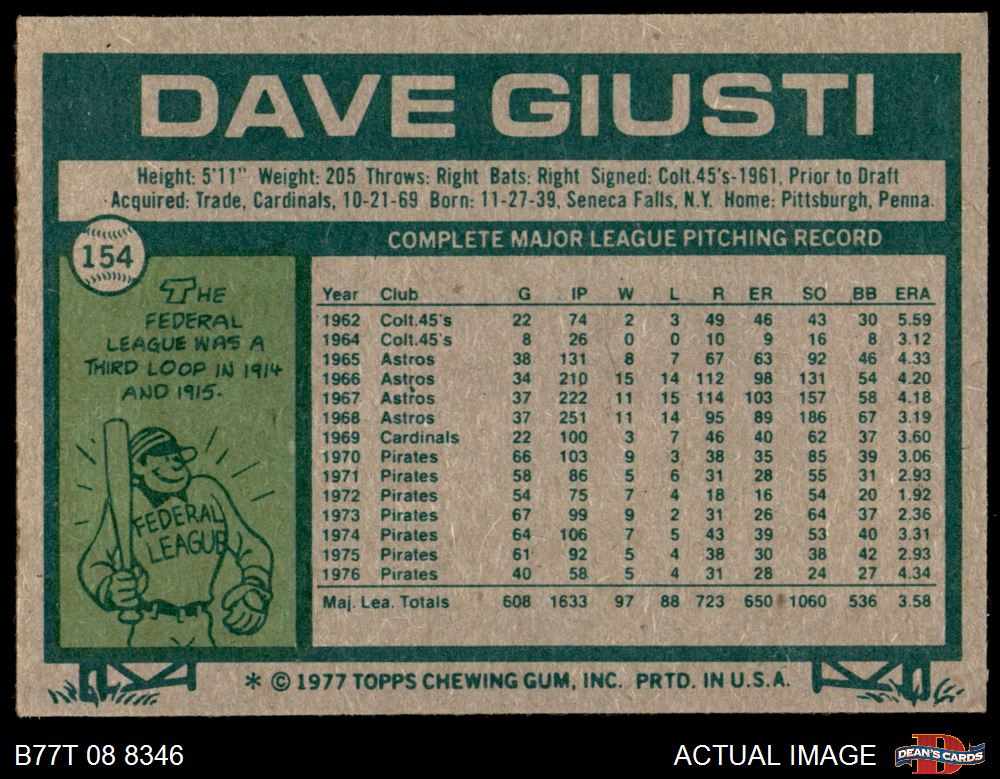 DAVE GIUSTI
Height: 5'11" Weight: 205 Throws: Right Bats: Right Signed: Colt.45's-1961, Prior to Draft
Acquired: Trade, Cardinals, 10-21-69 Born: 11-27-39, Seneca Falls, N.Y. Home: Pittsburgh, Penna.
154
COMPLETE MAJOR LEAGUE PITCHING RECORD
THE
FEDERAL
LEAGUE WAS A
THIRD LOOP IN 1914
AND 1915.
FEDERAL
LEAGUE
Year Club G IP W L R ER SO BB ERA
1962 Colt.45's 22 74 2 3 49 46 43 30 5.59
1964 Colt.45's 8 26 0 0 10 9 16 8 3.12
1965 Astros 38 131 8 7 67 63 92 46 4.33
1966 Astros 34 210 15 14 112 98 131 54 4.20
1967 Astros 37 222 11 15 114 103 157 58 4.18
1968 Astros 37 251 11 14 95 89 186 67 3.19
1969 Cardinals 22 100 3 7 46 40 62 37 3.60
1970 Pirates 66 103 9 3 38 35 85 39 3.06
1971 Pirates 58 86 5 6 31 28 55 31 2.93
1972 Pirates 54 75 7 4 18 16 54 20 1.92
1973 Pirates 67 99 9 2 31 26 64 37 2.36
1974 Pirates 64 106 7 5 43 39 53 40 3.31
1975 Pirates 61 92 5 4 38 30 38 42 2.93
1976 Pirates 40 58 5 4 31 28 24 27 4.34
Maj. Lea. Totals 608 1633 97 88 723 650 1060 536 3.58
* © 1977 TOPPS CHEWING GUM, INC. PRTD. IN U.S.A.
B77T 08 8346
ACTUAL IMAGE
DEAN'S CARDS